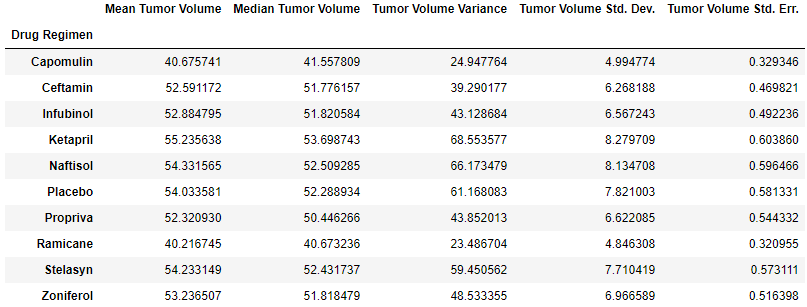 Mean Tumor Volume Median Tumor Volume Tumor Volume Variance Tumor Volume Std. Dev. Tumor Volume Std. Err.
Drug Regimen
Capomulin 40.675741 41.557809 24.947764 4.994774 0.329346
Ceftamin 52.591172 51.776157 39.290177 6.268188 0.469821
Infubinol 52.884795 51.820584 43.128684 6.567243 0.492236
Ketapril 55.235638 53.698743 68.553577 8.279709 0.603860
Naftisol 54.331565 52.509285 66.173479 8.134708 0.596466
Placebo 54.033581 52.288934 61.168083 7.821003 0.581331
Propriva 52.320930 50.446266 43.852013 6.622085 0.544332
Ramicane 40.216745 40.673236 23.486704 4.846308 0.320955
Stelasyn 54.233149 52.431737 59.450562 7.710419 0.573111
Zoniferol 53.236507 51.818479 48.533355 6.966589 0.516398